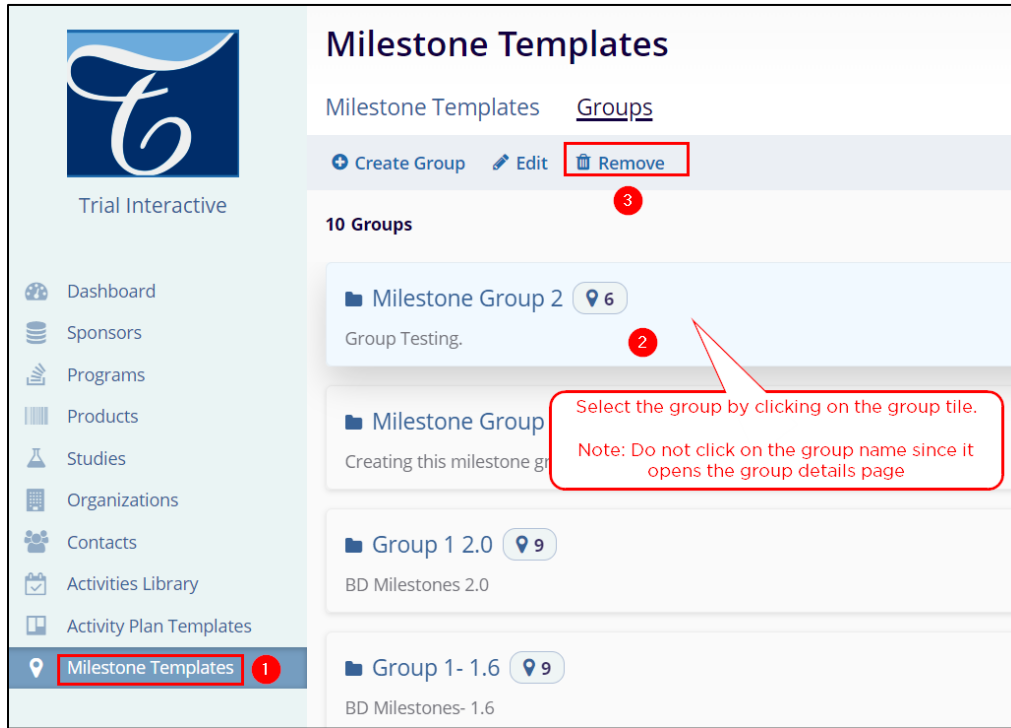 Milestone Templates
Milestone Templates Groups
Create Group Edit Remove
3
10 Groups
Trial Interactive
Dashboard
Sponsors
Programs
Products
Studies
Organizations
Contacts
Activities Library
Activity Plan Templates
Milestone Templates 1
Milestone Group 2 6
Group Testing.
2
Select the group by clicking on the group tile.
Note: Do not click on the group name since it
opens the group details page
Milestone Group
Creating this milestone
Group 1 2.0 9
BD Milestones 2.0
Group 1- 1.6 9
BD Milestones- 1.6